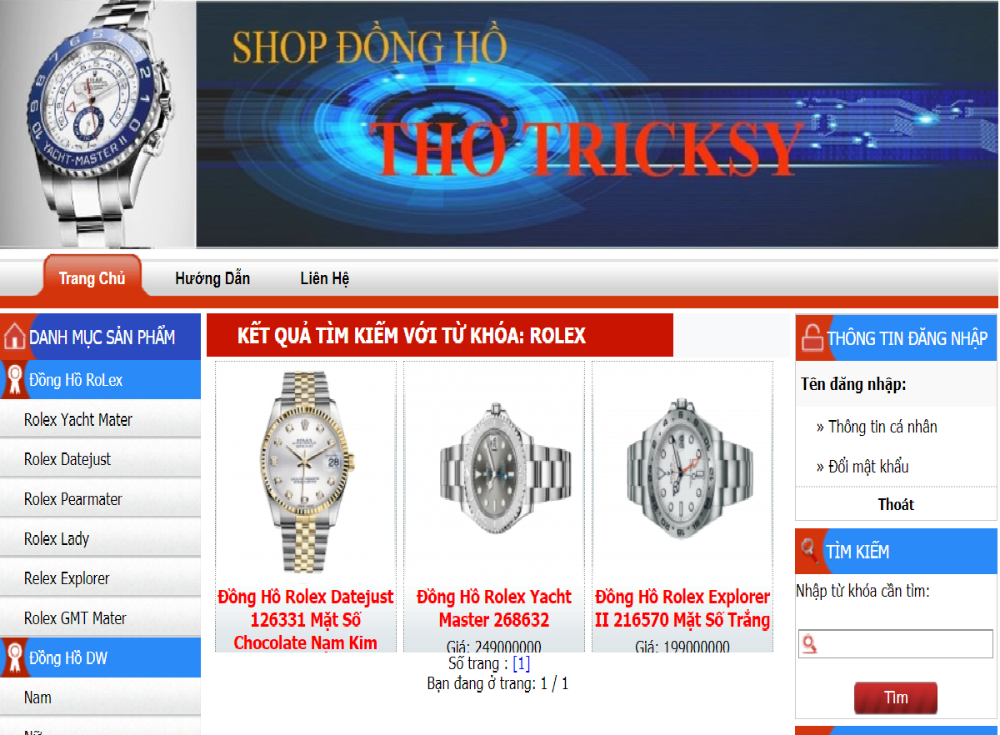 SHOP ĐỒNG HỒ
THƠ TRICKSY
YACHT-MASTER II
Trang Chủ
Hướng Dẫn
Liên Hệ
DANH MỤC SẢN PHẨM
Đồng Hồ RoLex
Rolex Yacht Mater
Rolex Datejust
Rolex Pearmater
Rolex Lady
Relex Explorer
Rolex GMT Mater
Đồng Hồ DW
Nam
Nữ
KẾT QUẢ TÌM KIẾM VỚI TỪ KHÓA: ROLEX
Đồng Hồ Rolex Datejust
126331 Mặt Số
Chocolate Nạm Kim
Đồng Hồ Rolex Yacht
Master 268632
Giá: 249000000
Đồng Hồ Rolex Explorer
II 216570 Mặt Số Trắng
Giá: 199000000
Số trang : [1]
Bạn đang ở trang: 1 / 1
THÔNG TIN ĐĂNG NHẬP
Tên đăng nhập:
» Thông tin cá nhân
» Đổi mật khẩu
Thoát
TÌM KIẾM
Nhập từ khóa cần tìm:
Tìm